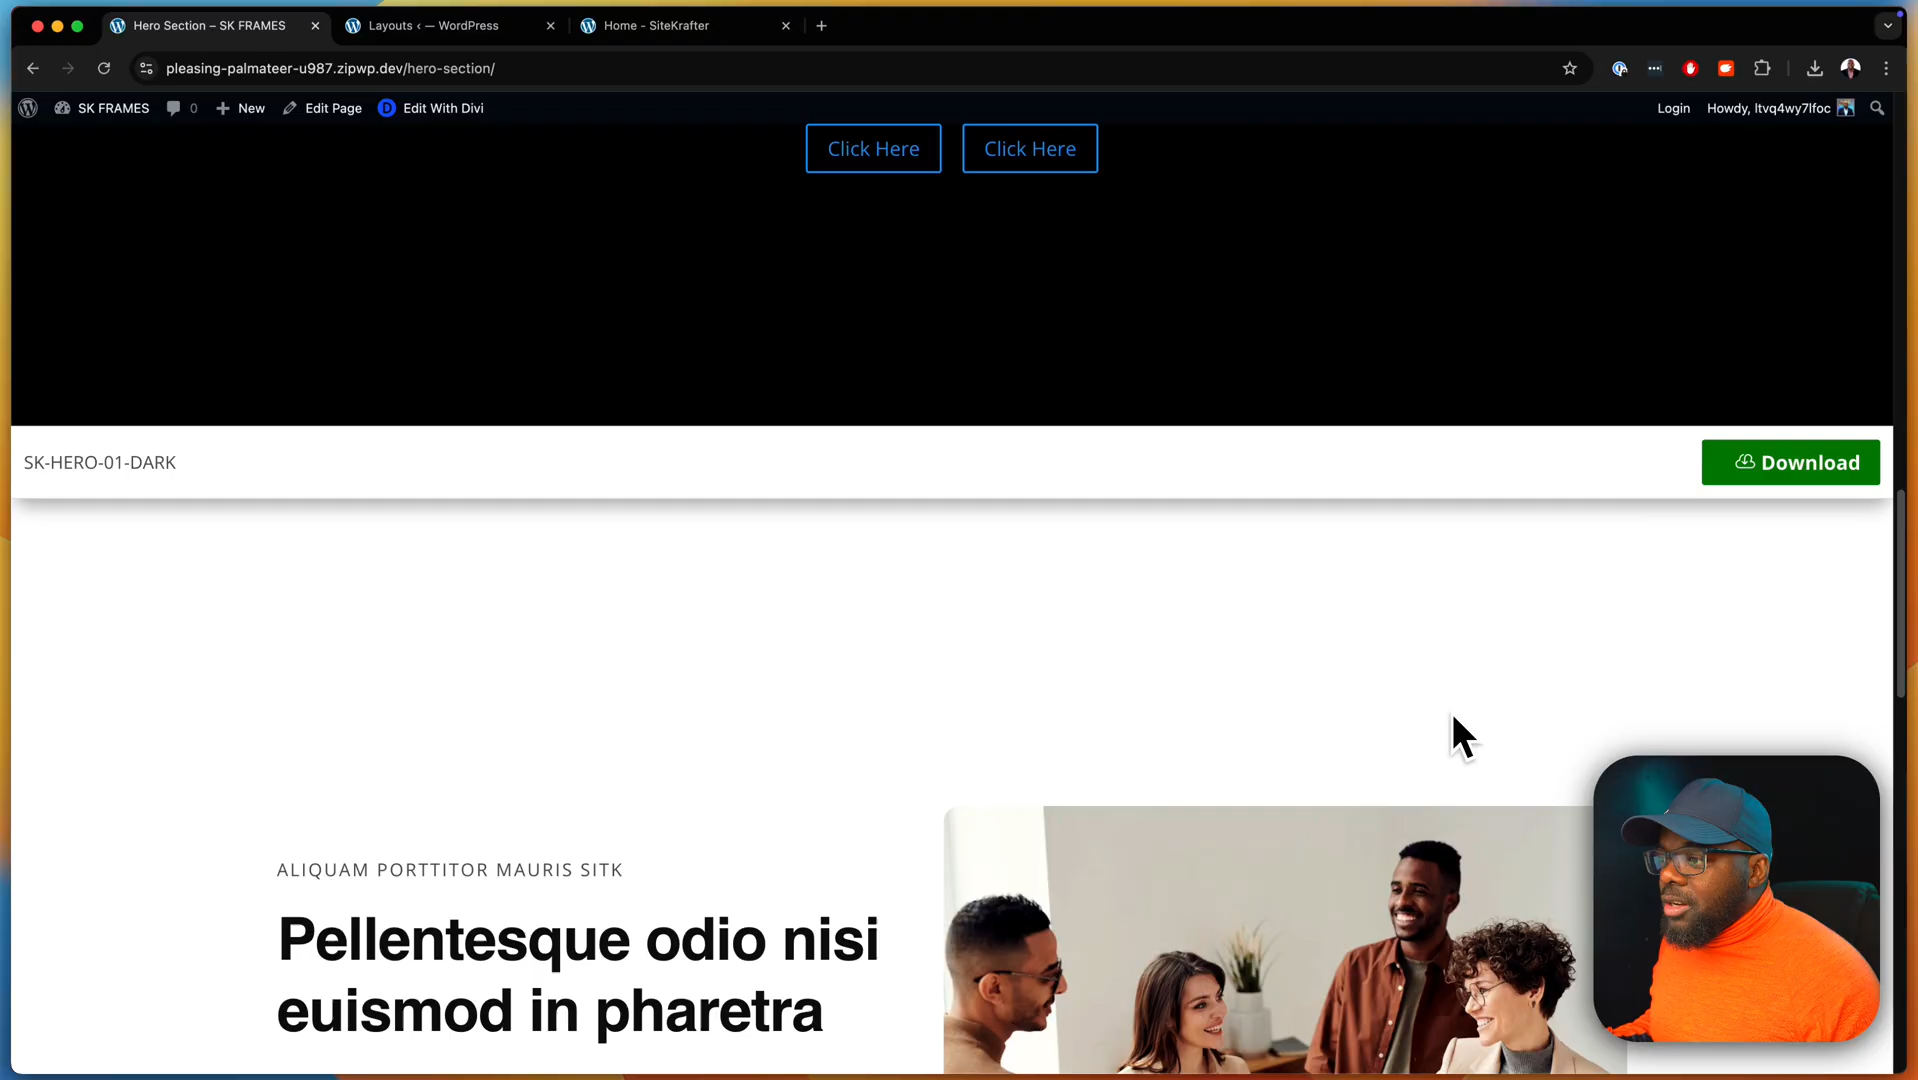 Hero Section – SK FRAMES
Layouts ‹ — WordPress
Home - SiteKrafter
pleasing-palmateer-u987.zipwp.dev/hero-section/
SK FRAMES 0 New Edit Page D Edit With Divi Login Howdy, ltvq4wy7lfoc
Click Here Click Here
SK-HERO-01-DARK
Download
ALIQUAM PORTTITOR MAURIS SITK
Pellentesque odio nisi
euismod in pharetra